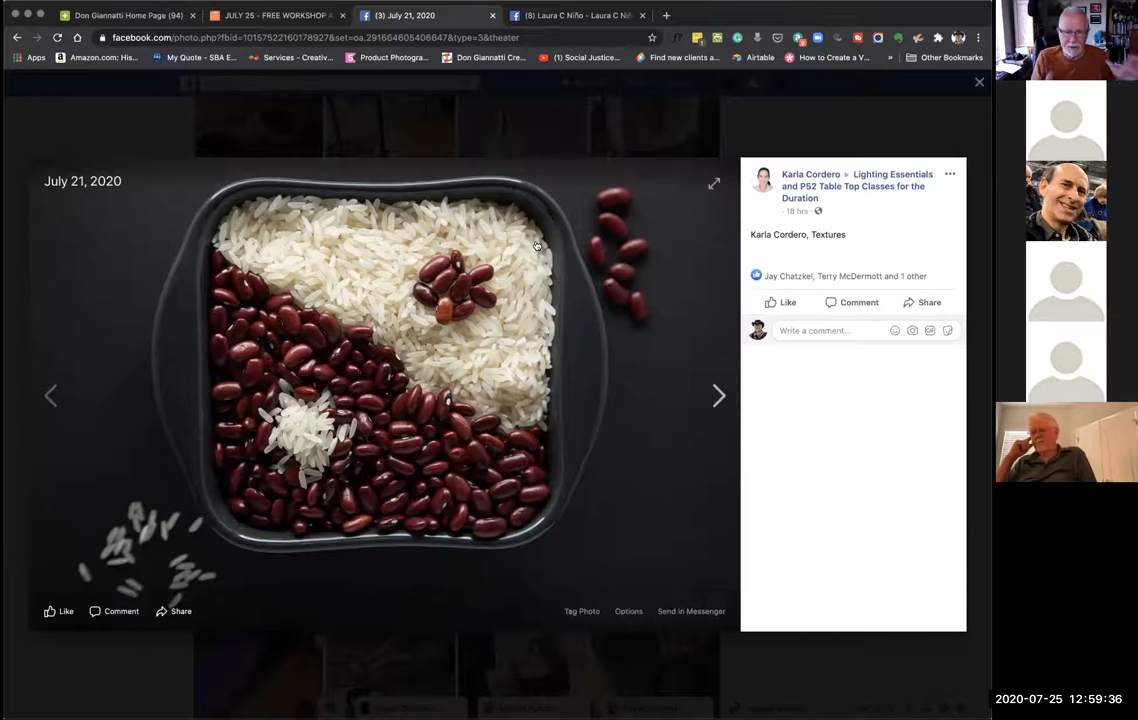 Don Giannatti Home Page (94)
JULY 25 - FREE WORKSHOP A
(3) July 21, 2020
(8) Laura C Niño - Laura C Ni
facebook.com/photo.php?fbid=10157522160178927&set=oa.291664605406647&type=3&theater
Apps
Amazon.com: His...
My Quote - SBA E...
Services - Creativ...
Product Photogra...
Don Giannatti Cre...
(1) Social Justice...
Find new clients a...
Airtable
How to Create a V...
»
Other Bookmarks
July 21, 2020
Karla Cordero ▸ Lighting Essentials
and P52 Table Top Classes for the
Duration
· 18 hrs ·
Karla Cordero, Textures
Jay Chatzkel, Terry McDermott and 1 other
Like
Comment
Share
Write a comment...
Like
Comment
Share
Tag Photo
Options
Send in Messenger
2020-07-25 12:59:36